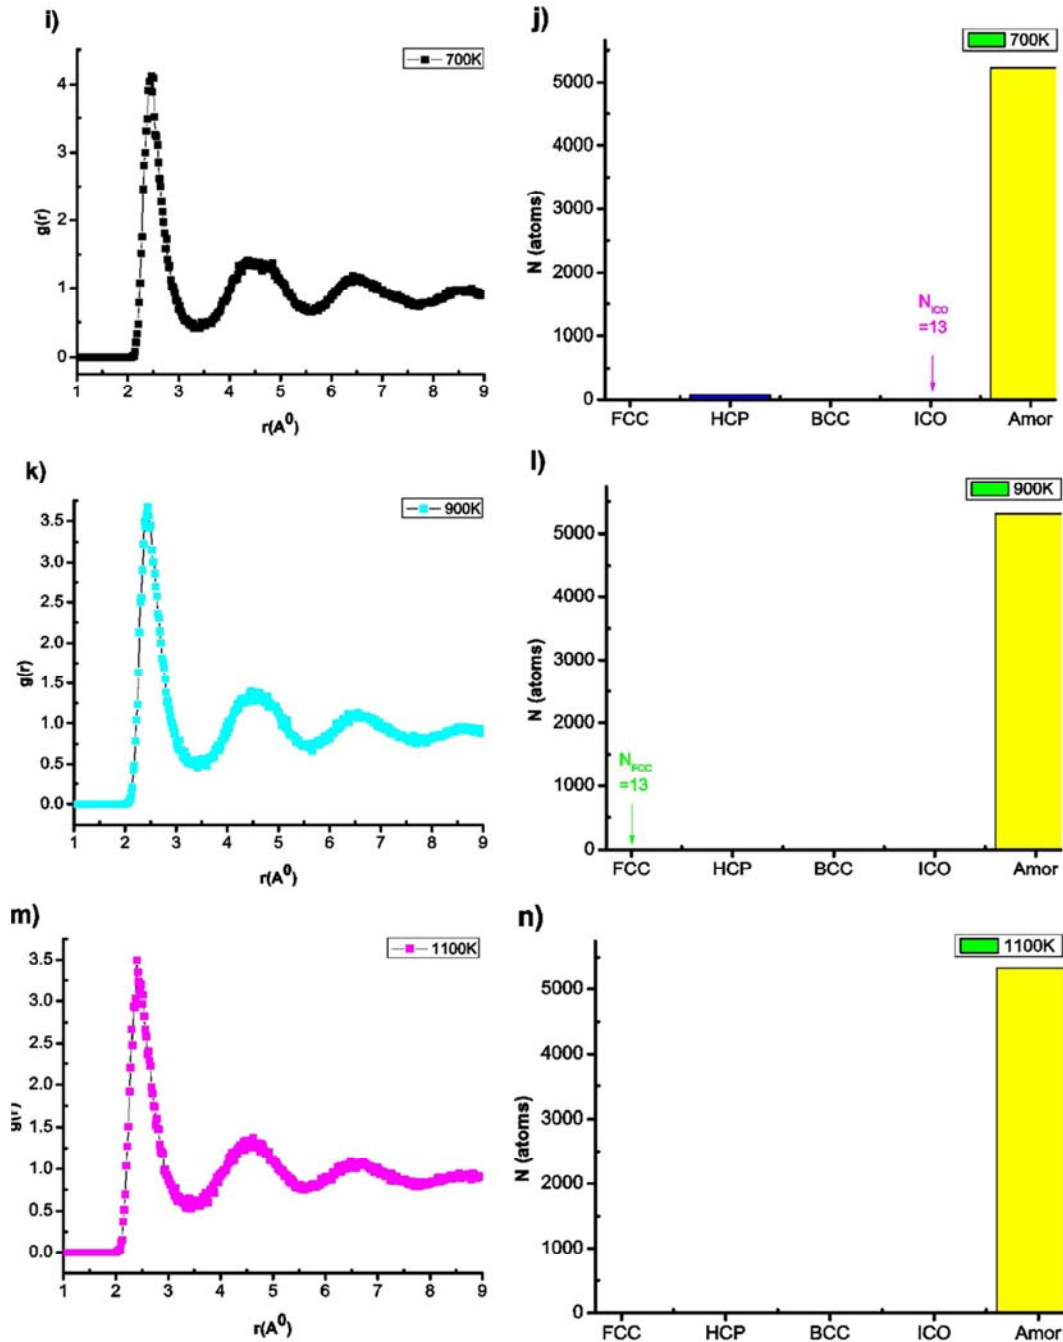 i)
700K
4
3
2
1
0
g(r)
1 2 3 4 5 6 7 8 9
r(A⁰)
j)
700K
5000
4000
3000
2000
1000
0
N (atoms)
N_ICO
=13
FCC HCP BCC ICO Amor
k)
900K
3.5
3.0
2.5
2.0
1.5
1.0
0.5
0.0
g(r)
1 2 3 4 5 6 7 8 9
r(A⁰)
l)
900K
5000
4000
3000
2000
1000
0
N (atoms)
N_FCC
=13
FCC HCP BCC ICO Amor
m)
1100K
3.5
3.0
2.5
2.0
1.5
1.0
0.5
0.0
g(r)
1 2 3 4 5 6 7 8 9
r(A⁰)
n)
1100K
5000
4000
3000
2000
1000
0
N (atoms)
FCC HCP BCC ICO Amor